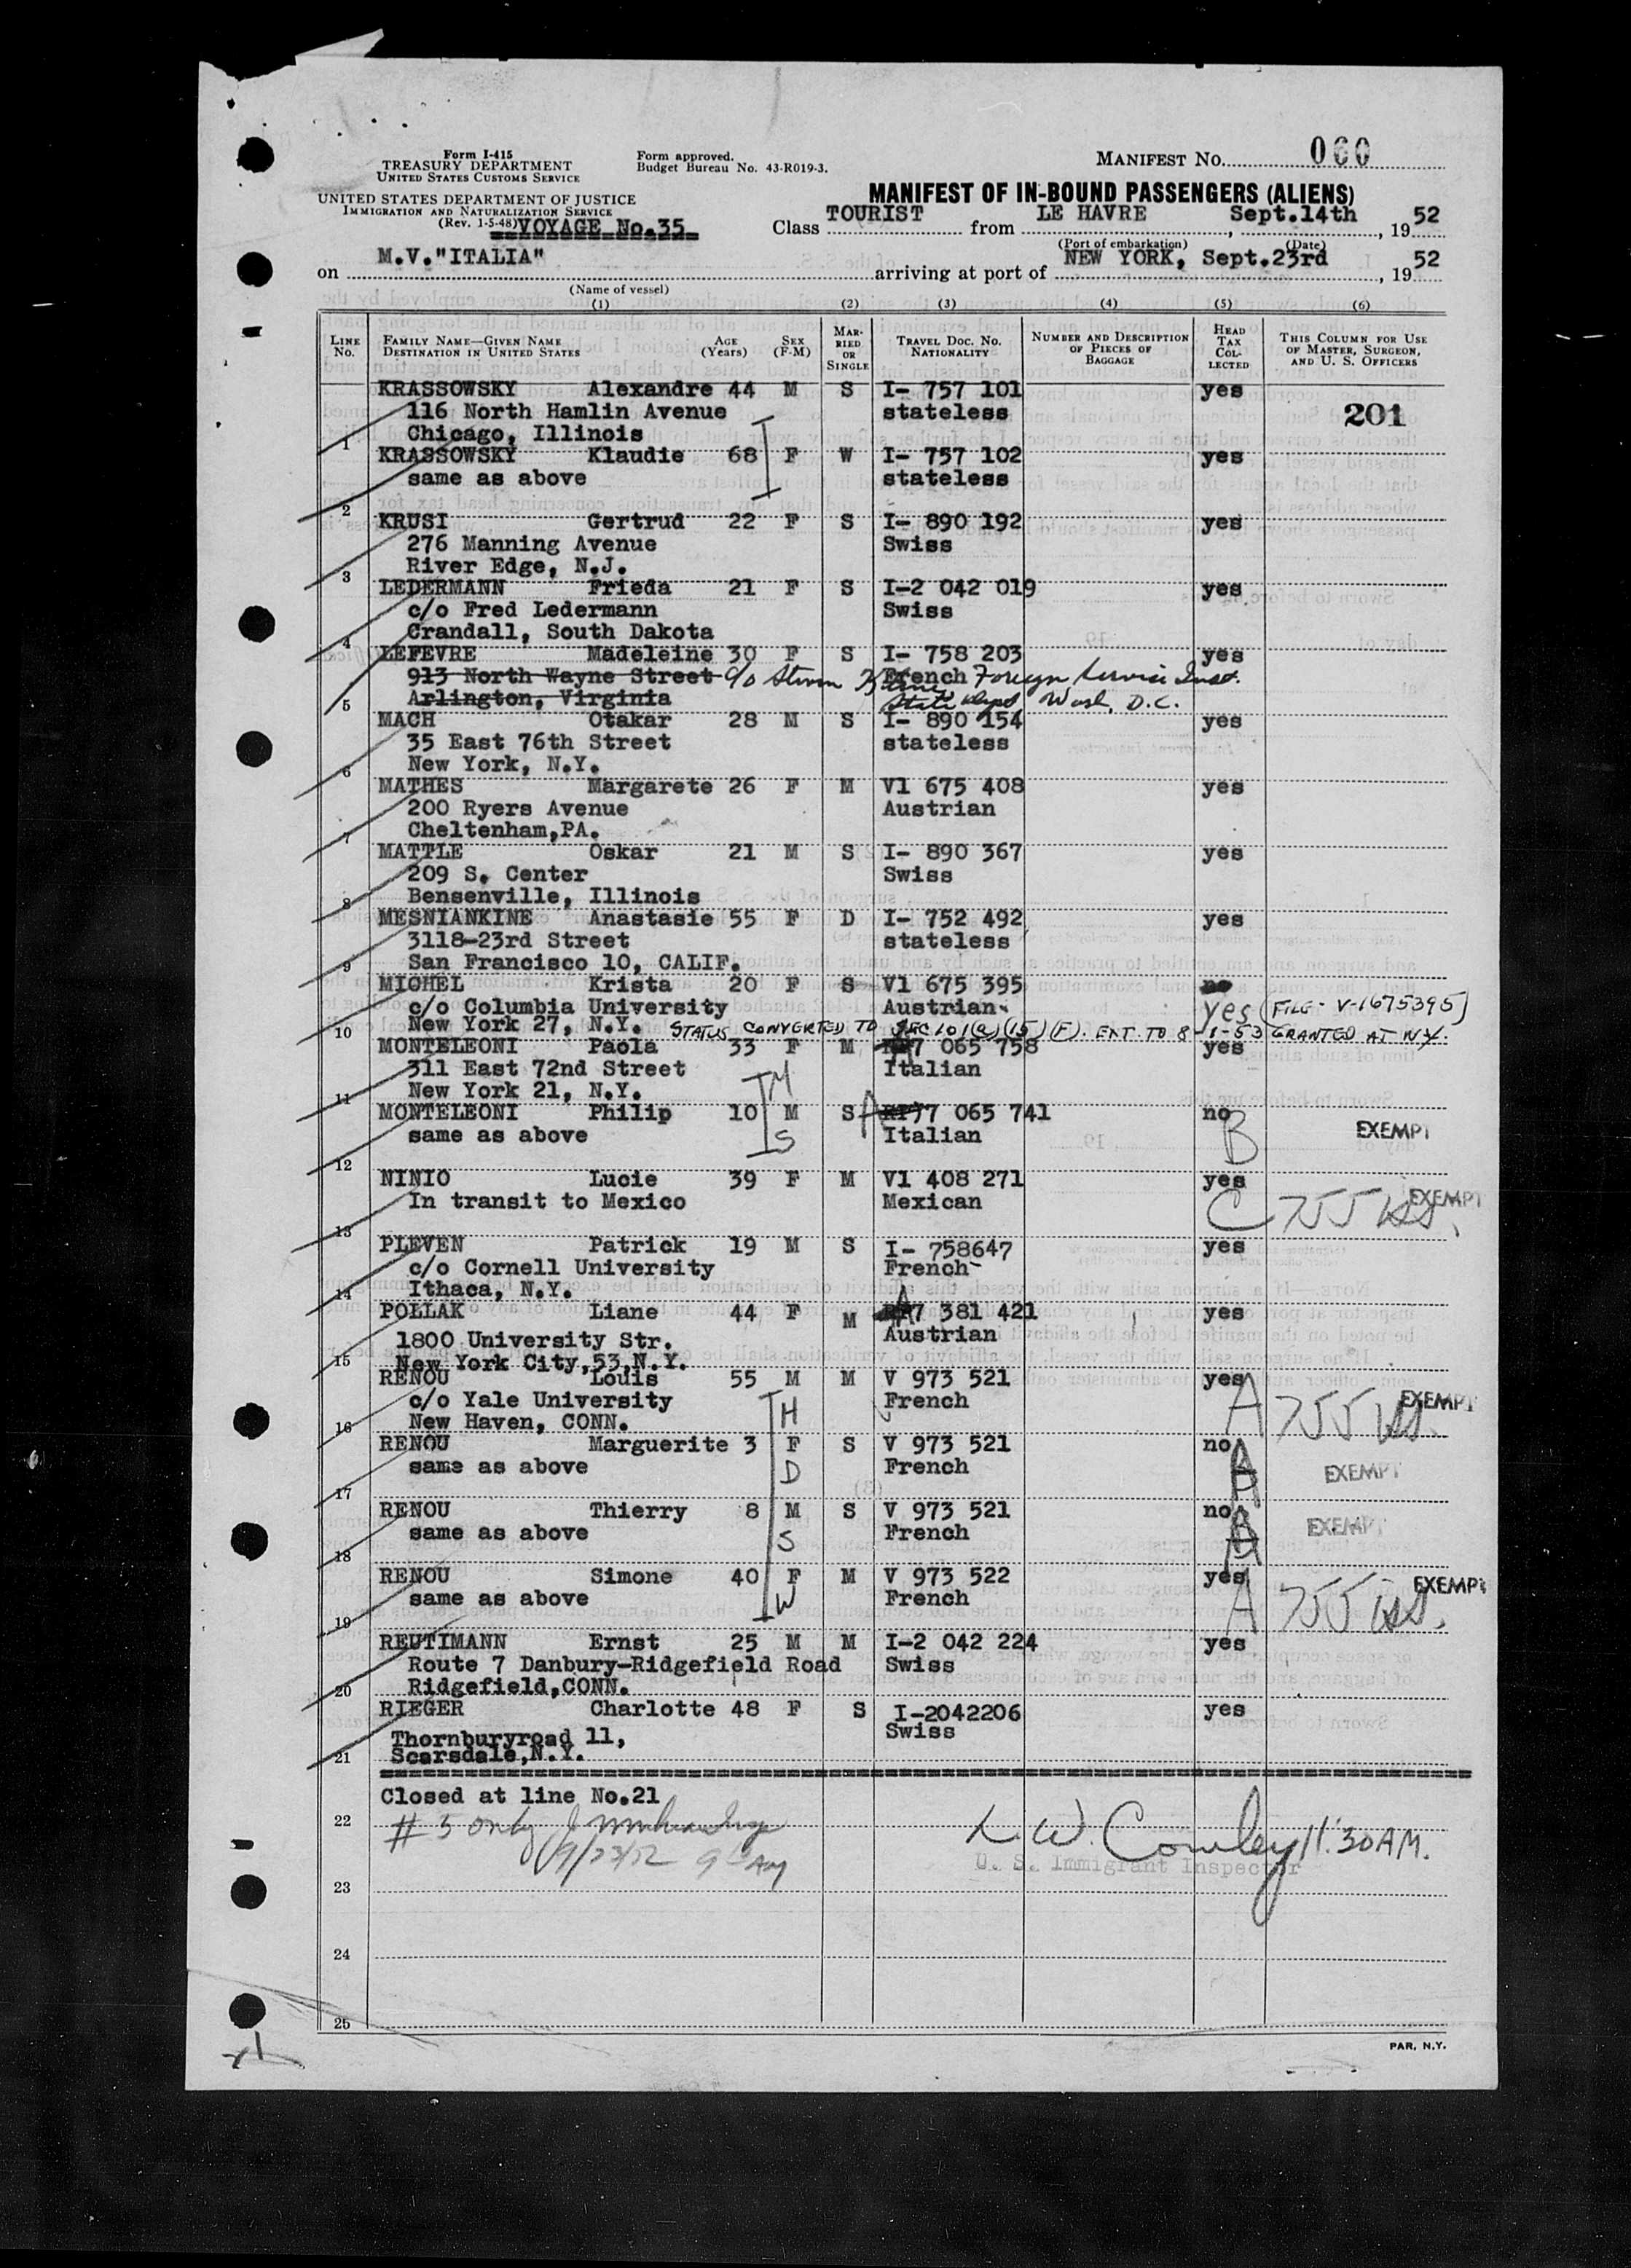 Form I-415
TREASURY DEPARTMENT
UNITED STATES CUSTOMS SERVICE
Form approved.
Budget Bureau No. 43-R019-3.
MANIFEST No. 060
UNITED STATES DEPARTMENT OF JUSTICE
IMMIGRATION AND NATURALIZATION SERVICE
(Rev. 1-5-48) VOYAGE No.35
MANIFEST OF IN-BOUND PASSENGERS (ALIENS)
Class TOURIST from LE HAVRE, Sept.14th, 1952
(Port of embarkation) (Date)
on M.V."ITALIA" arriving at port of NEW YORK, Sept.23rd, 1952
(Name of vessel)
(1) (2) (3) (4) (5) (6)
LINE No. FAMILY NAME—GIVEN NAME DESTINATION IN UNITED STATES AGE (Years) SEX (F-M) MARRIED OR SINGLE TRAVEL DOC. No. NATIONALITY NUMBER AND DESCRIPTION OF PIECES OF BAGGAGE HEAD TAX COLLECTED THIS COLUMN FOR USE OF MASTER, SURGEON, AND U. S. OFFICERS
KRASSOWSKY Alexandre 44 M S I- 757 101 yes
116 North Hamlin Avenue stateless 201
1 Chicago, Illinois
KRASSOWSKY Klaudie 68 F W I- 757 102 yes
same as above stateless
2
KRUSI Gertrud 22 F S I- 890 192 yes
276 Manning Avenue Swiss
3 River Edge, N.J.
LEDERMANN Frieda 21 F S I-2 042 019 yes
c/o Fred Ledermann Swiss
4 Crandall, South Dakota
LEFEVRE Madeleine 30 F S I- 758 203 yes
913 North Wayne Street c/o French Foreign Service Inst.
5 Arlington, Virginia State Dept Wash, D.C.
MACH Otakar 28 M S I- 890 154 yes
35 East 76th Street stateless
6 New York, N.Y.
MATHES Margarete 26 F M V1 675 408 yes
200 Ryers Avenue Austrian
7 Cheltenham,PA.
MATTLE Oskar 21 M S I- 890 367 yes
209 S. Center Swiss
8 Bensenville, Illinois
MESNIANKINE Anastasie 55 F D I- 752 492 yes
3118-23rd Street stateless
9 San Francisco 10, CALIF.
MICHEL Krista 20 F S V1 675 395 no
c/o Columbia University Austrian yes (FILE- V-1675395)
10 New York 27, N.Y. STATUS CONVERTED TO SEC 101(a)(15)(F). EXT TO 8-1-53 GRANTED AT NY.
MONTELEONI Paola 33 F M A 7 065 758 yes
311 East 72nd Street Italian
11 New York 21, N.Y. M
MONTELEONI Philip 10 M S A 7 065 741 no
same as above S Italian B EXEMPT
12
NINIO Lucie 39 F M V1 408 271 yes
In transit to Mexico Mexican C 755 EXEMPT
13
PLEVEN Patrick 19 M S I- 758647 yes
c/o Cornell University French
14 Ithaca, N.Y.
POLLAK Liane 44 F M A 7 381 421 yes
1800 University Str. Austrian
15 New York City,53,N.Y.
RENOU Louis 55 M M V 973 521 yes
c/o Yale University H French A 755 EXEMPT
16 New Haven, CONN.
RENOU Marguerite 3 F S V 973 521 no
same as above D French A EXEMPT
17
RENOU Thierry 8 M S V 973 521 no
same as above S French EXEMPT
18
RENOU Simone 40 F M V 973 522 yes
same as above W French A 755 EXEMPT
19
REUTIMANN Ernst 25 M M I-2 042 224 yes
Route 7 Danbury-Ridgefield Road Swiss
20 Ridgefield,CONN.
RIEGER Charlotte 48 F S I-2042206 yes
Thornburyroad 11, Swiss
21 Scarsdale,N.Y.
Closed at line No.21
22 # 5 only L. W. Conley 11:30 AM.
9/23/52 9 AM U. S. Immigrant Inspector
23
24
25
PAR, N.Y.